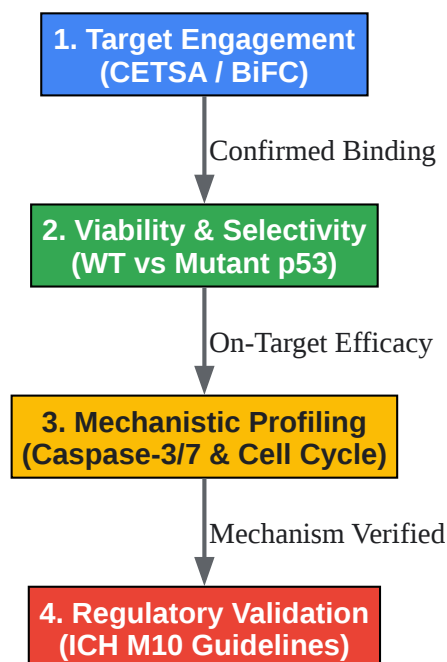 1. Target Engagement
(CETSA / BiFC)
Confirmed Binding
2. Viability & Selectivity
(WT vs Mutant p53)
On-Target Efficacy
3. Mechanistic Profiling
(Caspase-3/7 & Cell Cycle)
Mechanism Verified
4. Regulatory Validation
(ICH M10 Guidelines)